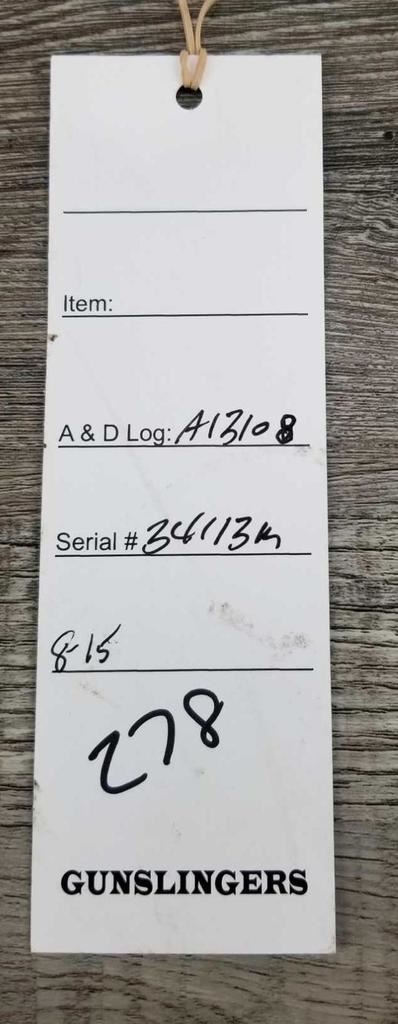 Item:
A & D Log: A13108
Serial # 34113m
8-15
278
GUNSLINGERS